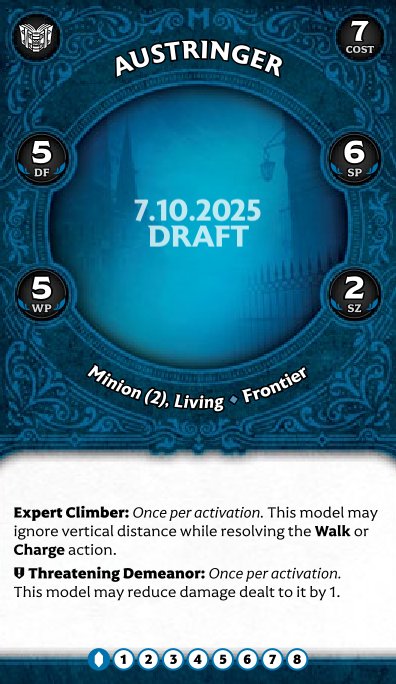 AUSTRINGER
7
COST
5
DF
6
SP
7.10.2025
DRAFT
5
WP
2
SZ
Minion (2), Living • Frontier
Expert Climber: Once per activation. This model may
ignore vertical distance while resolving the Walk or
Charge action.
Threatening Demeanor: Once per activation.
This model may reduce damage dealt to it by 1.
1 2 3 4 5 6 7 8